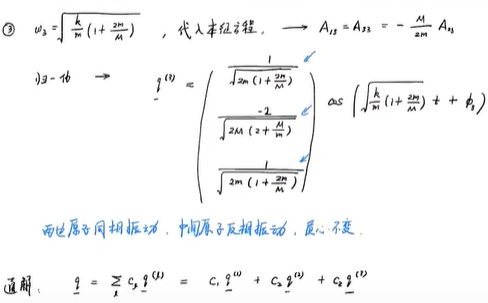 ③ ω₃ = √(k/m (1 + 2m/M)) , 代入本征方程, → A₁₃ = A₃₃ = - M/2m A₂₃
归一化 → q⁽³⁾ = ( 1/√(2m(1 + 2m/M)) ; -2/√(2M(2 + M/m)) ; 1/√(2m(1 + 2m/M)) ) cos(√(k/m (1 + 2m/M)) t + φ₃)
两边原子同相振动, 中间原子反相振动, 质心不变.
通解: q = Σ_l c_l q⁽ˡ⁾ = c₁ q⁽¹⁾ + c₂ q⁽²⁾ + c₃ q⁽³⁾